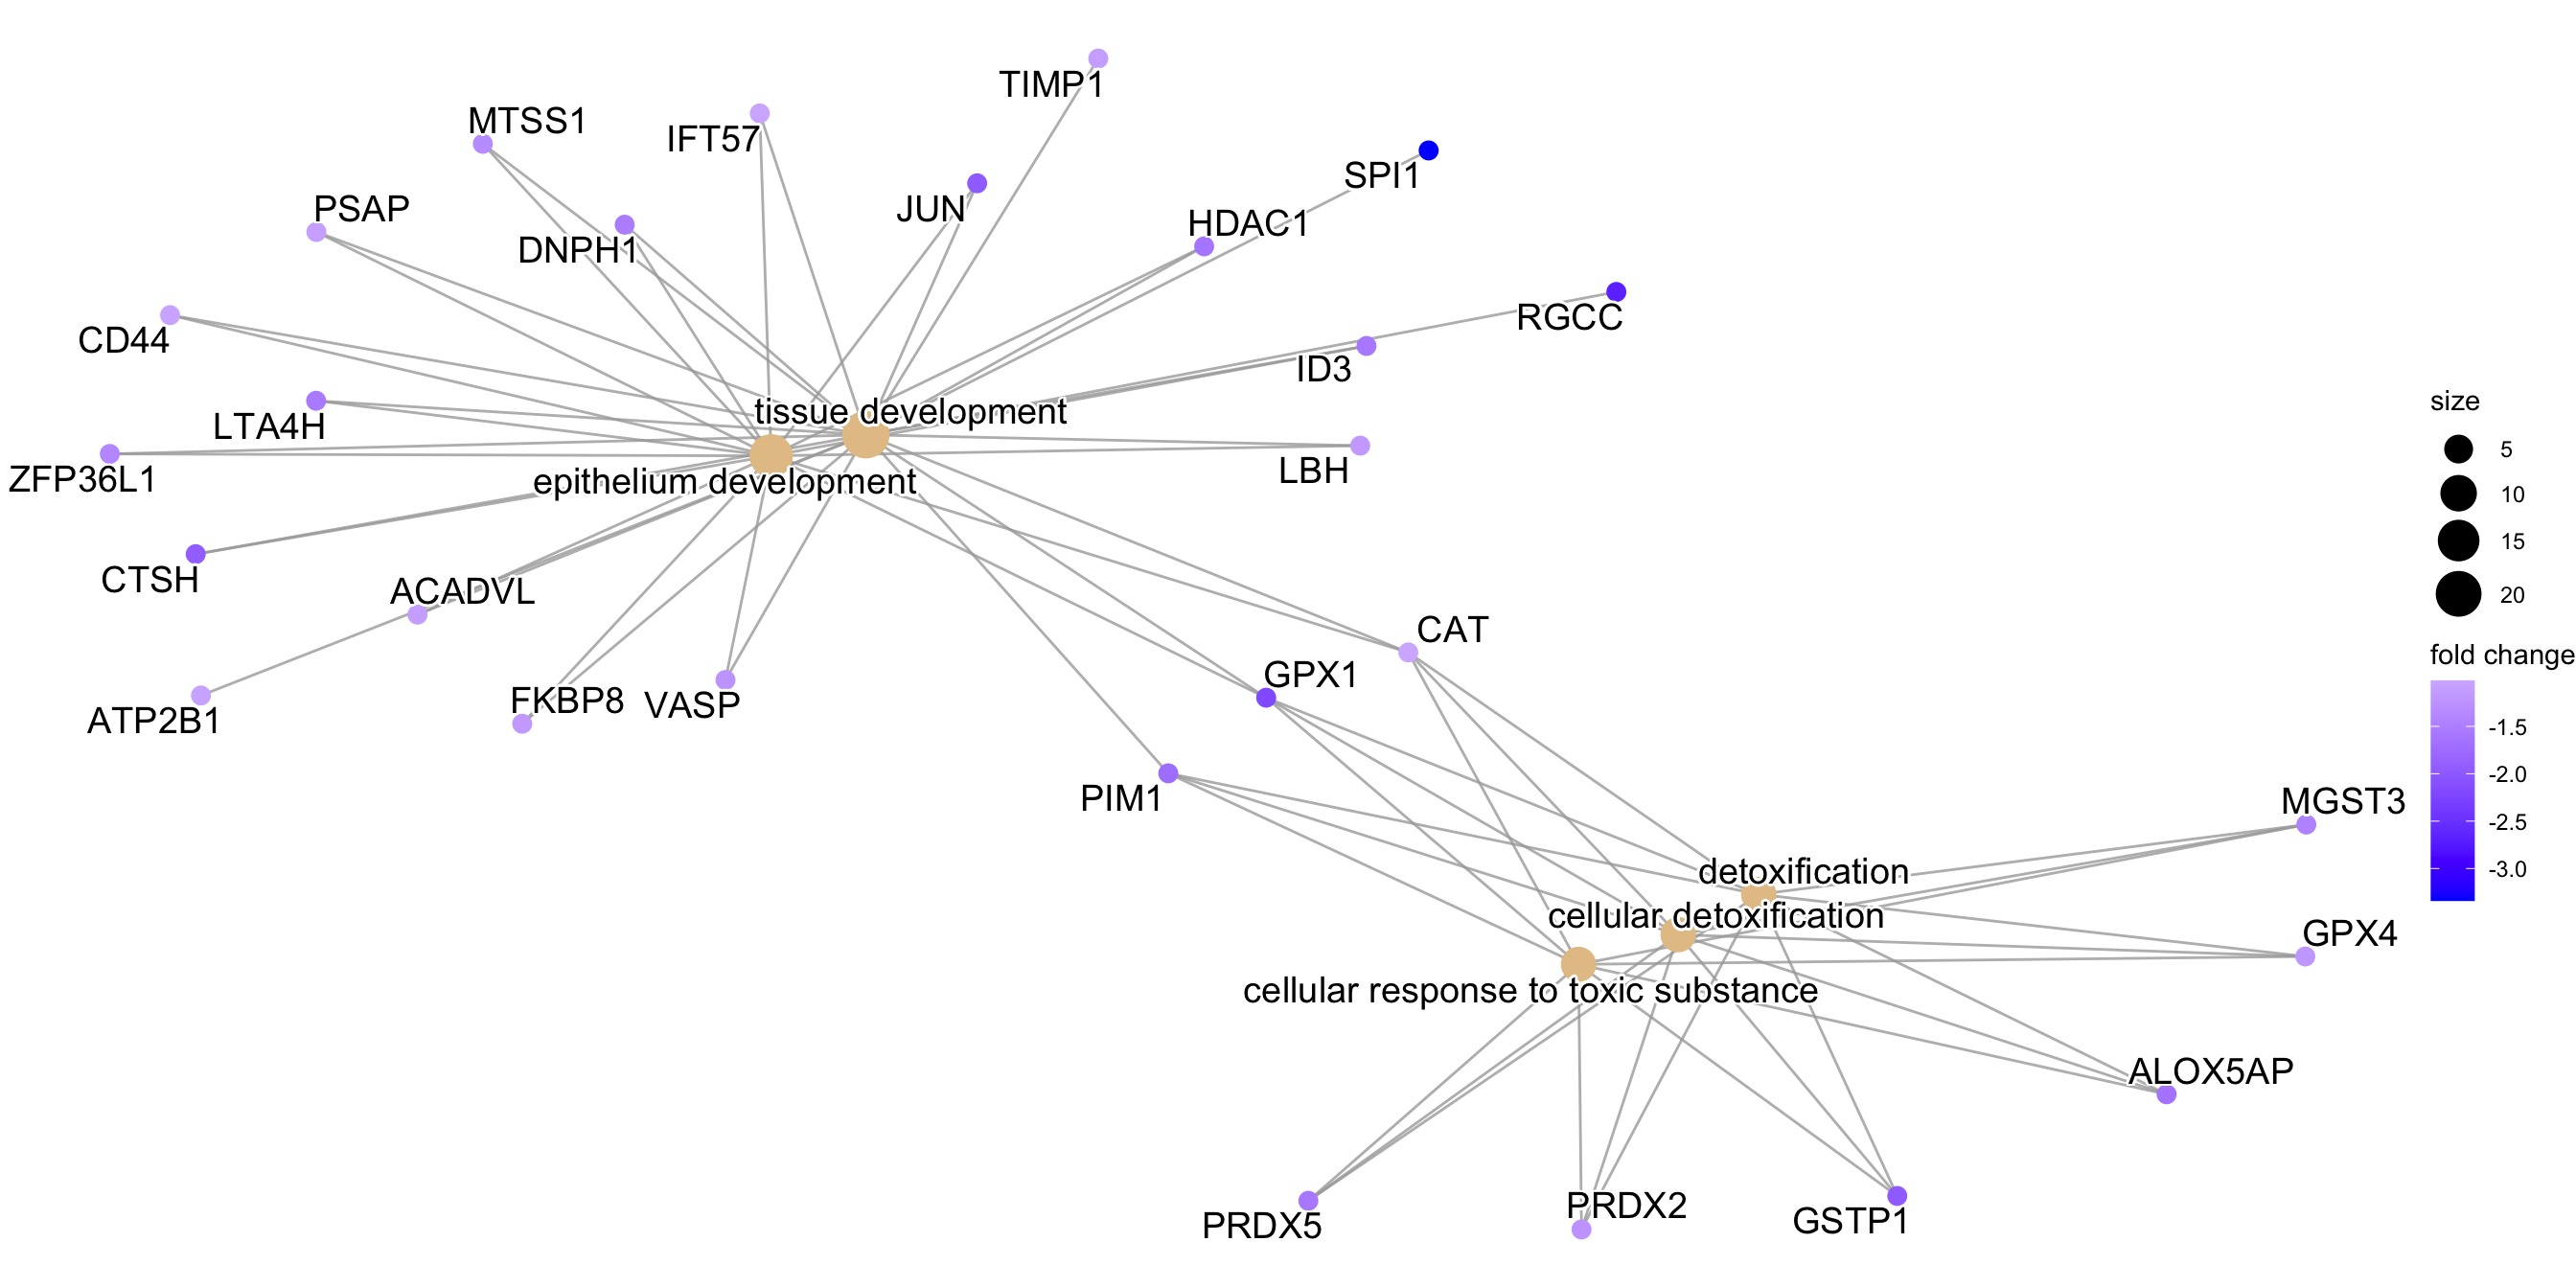 TIMP1
MTSS1
IFT57
SPI1
PSAP
JUN
HDAC1
DNPH1
RGCC
CD44
ID3
tissue development
LTA4H
LBH
ZFP36L1
epithelium development
CTSH
ACADVL
CAT
GPX1
FKBP8
VASP
ATP2B1
PIM1
MGST3
detoxification
cellular detoxification
GPX4
cellular response to toxic substance
ALOX5AP
PRDX2
PRDX5
GSTP1
size
5
10
15
20
fold change
-1.5
-2.0
-2.5
-3.0